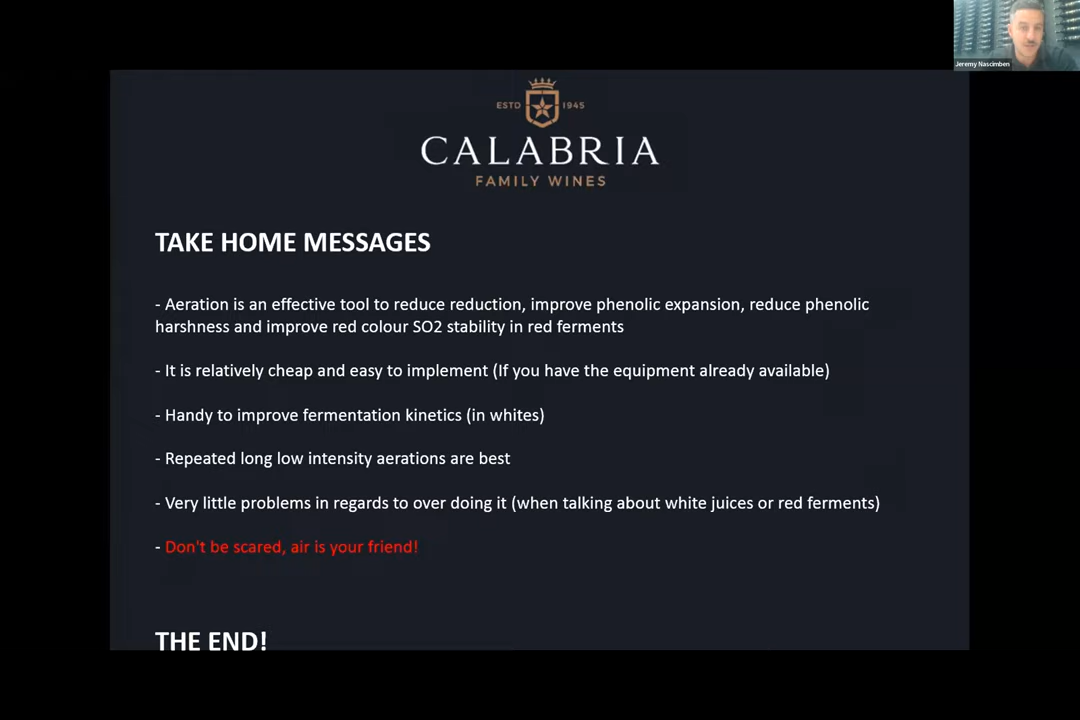 Jeremy Nascimben
ESTD 1945
CALABRIA
FAMILY WINES
TAKE HOME MESSAGES
- Aeration is an effective tool to reduce reduction, improve phenolic expansion, reduce phenolic
harshness and improve red colour SO2 stability in red ferments
- It is relatively cheap and easy to implement (If you have the equipment already available)
- Handy to improve fermentation kinetics (in whites)
- Repeated long low intensity aerations are best
- Very little problems in regards to over doing it (when talking about white juices or red ferments)
- Don't be scared, air is your friend!
THE END!